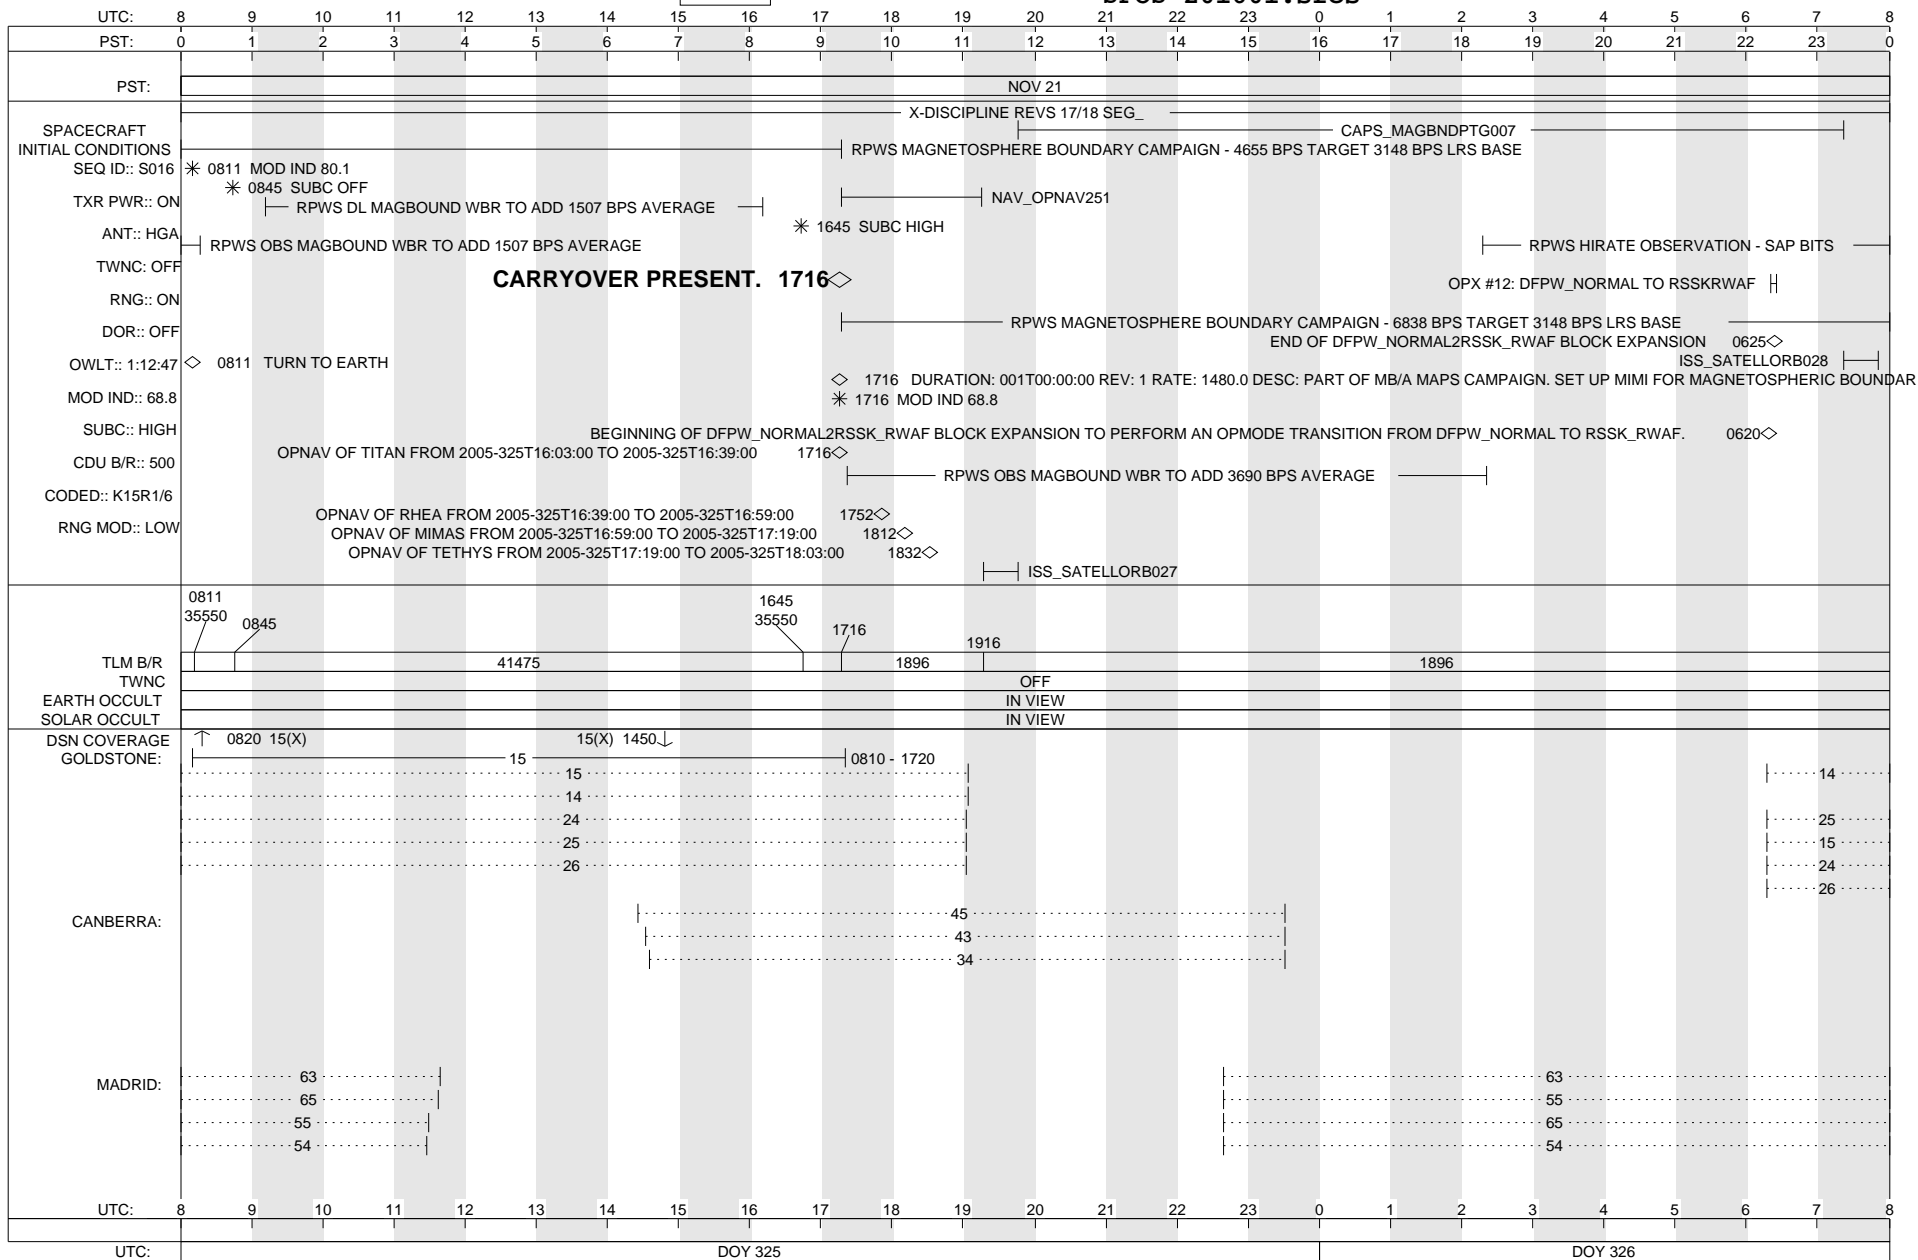 UTC: 8 9 10 11 12 13 14 15 16 17 18 19 20 21 22 23 0 1 2 3 4 5 6 7 8
PST: 0 1 2 3 4 5 6 7 8 9 10 11 12 13 14 15 16 17 18 19 20 21 22 23 0
PST: NOV 21
X-DISCIPLINE REVS 17/18 SEG_
SPACECRAFT CAPS_MAGBNDPTG007
INITIAL CONDITIONS RPWS MAGNETOSPHERE BOUNDARY CAMPAIGN - 4655 BPS TARGET 3148 BPS LRS BASE
SEQ ID:: S016 0811 MOD IND 80.1
0845 SUBC OFF
TXR PWR:: ON RPWS DL MAGBOUND WBR TO ADD 1507 BPS AVERAGE NAV_OPNAV251
1645 SUBC HIGH
ANT:: HGA RPWS OBS MAGBOUND WBR TO ADD 1507 BPS AVERAGE RPWS HIRATE OBSERVATION - SAP BITS
TWNC: OFF CARRYOVER PRESENT. 1716 OPX #12: DFPW_NORMAL TO RSSKRWAF
RNG:: ON
RPWS MAGNETOSPHERE BOUNDARY CAMPAIGN - 6838 BPS TARGET 3148 BPS LRS BASE
DOR:: OFF
END OF DFPW_NORMAL2RSSK_RWAF BLOCK EXPANSION 0625
OWLT:: 1:12:47 0811 TURN TO EARTH ISS_SATELLORB028
1716 DURATION: 001T00:00:00 REV: 1 RATE: 1480.0 DESC: PART OF MB/A MAPS CAMPAIGN. SET UP MIMI FOR MAGNETOSPHERIC BOUNDAR
MOD IND:: 68.8 1716 MOD IND 68.8
SUBC:: HIGH BEGINNING OF DFPW_NORMAL2RSSK_RWAF BLOCK EXPANSION TO PERFORM AN OPMODE TRANSITION FROM DFPW_NORMAL TO RSSK_RWAF. 0620
OPNAV OF TITAN FROM 2005-325T16:03:00 TO 2005-325T16:39:00 1716
CDU B/R:: 500 RPWS OBS MAGBOUND WBR TO ADD 3690 BPS AVERAGE
CODED:: K15R1/6
OPNAV OF RHEA FROM 2005-325T16:39:00 TO 2005-325T16:59:00 1752
RNG MOD:: LOW OPNAV OF MIMAS FROM 2005-325T16:59:00 TO 2005-325T17:19:00 1812
OPNAV OF TETHYS FROM 2005-325T17:19:00 TO 2005-325T18:03:00 1832
ISS_SATELLORB027
0811 1645
35550 0845 35550 1716
1916
TLM B/R 41475 1896 1896
TWNC OFF
EARTH OCCULT IN VIEW
SOLAR OCCULT IN VIEW
DSN COVERAGE 0820 15(X) 15(X) 1450
GOLDSTONE: 15 0810 - 1720
15 14
14
24 25
25 15
26 24
26
CANBERRA: 45
43
34
MADRID: 63 63
65 55
55 65
54 54
UTC: 8 9 10 11 12 13 14 15 16 17 18 19 20 21 22 23 0 1 2 3 4 5 6 7 8
UTC: DOY 325 DOY 326